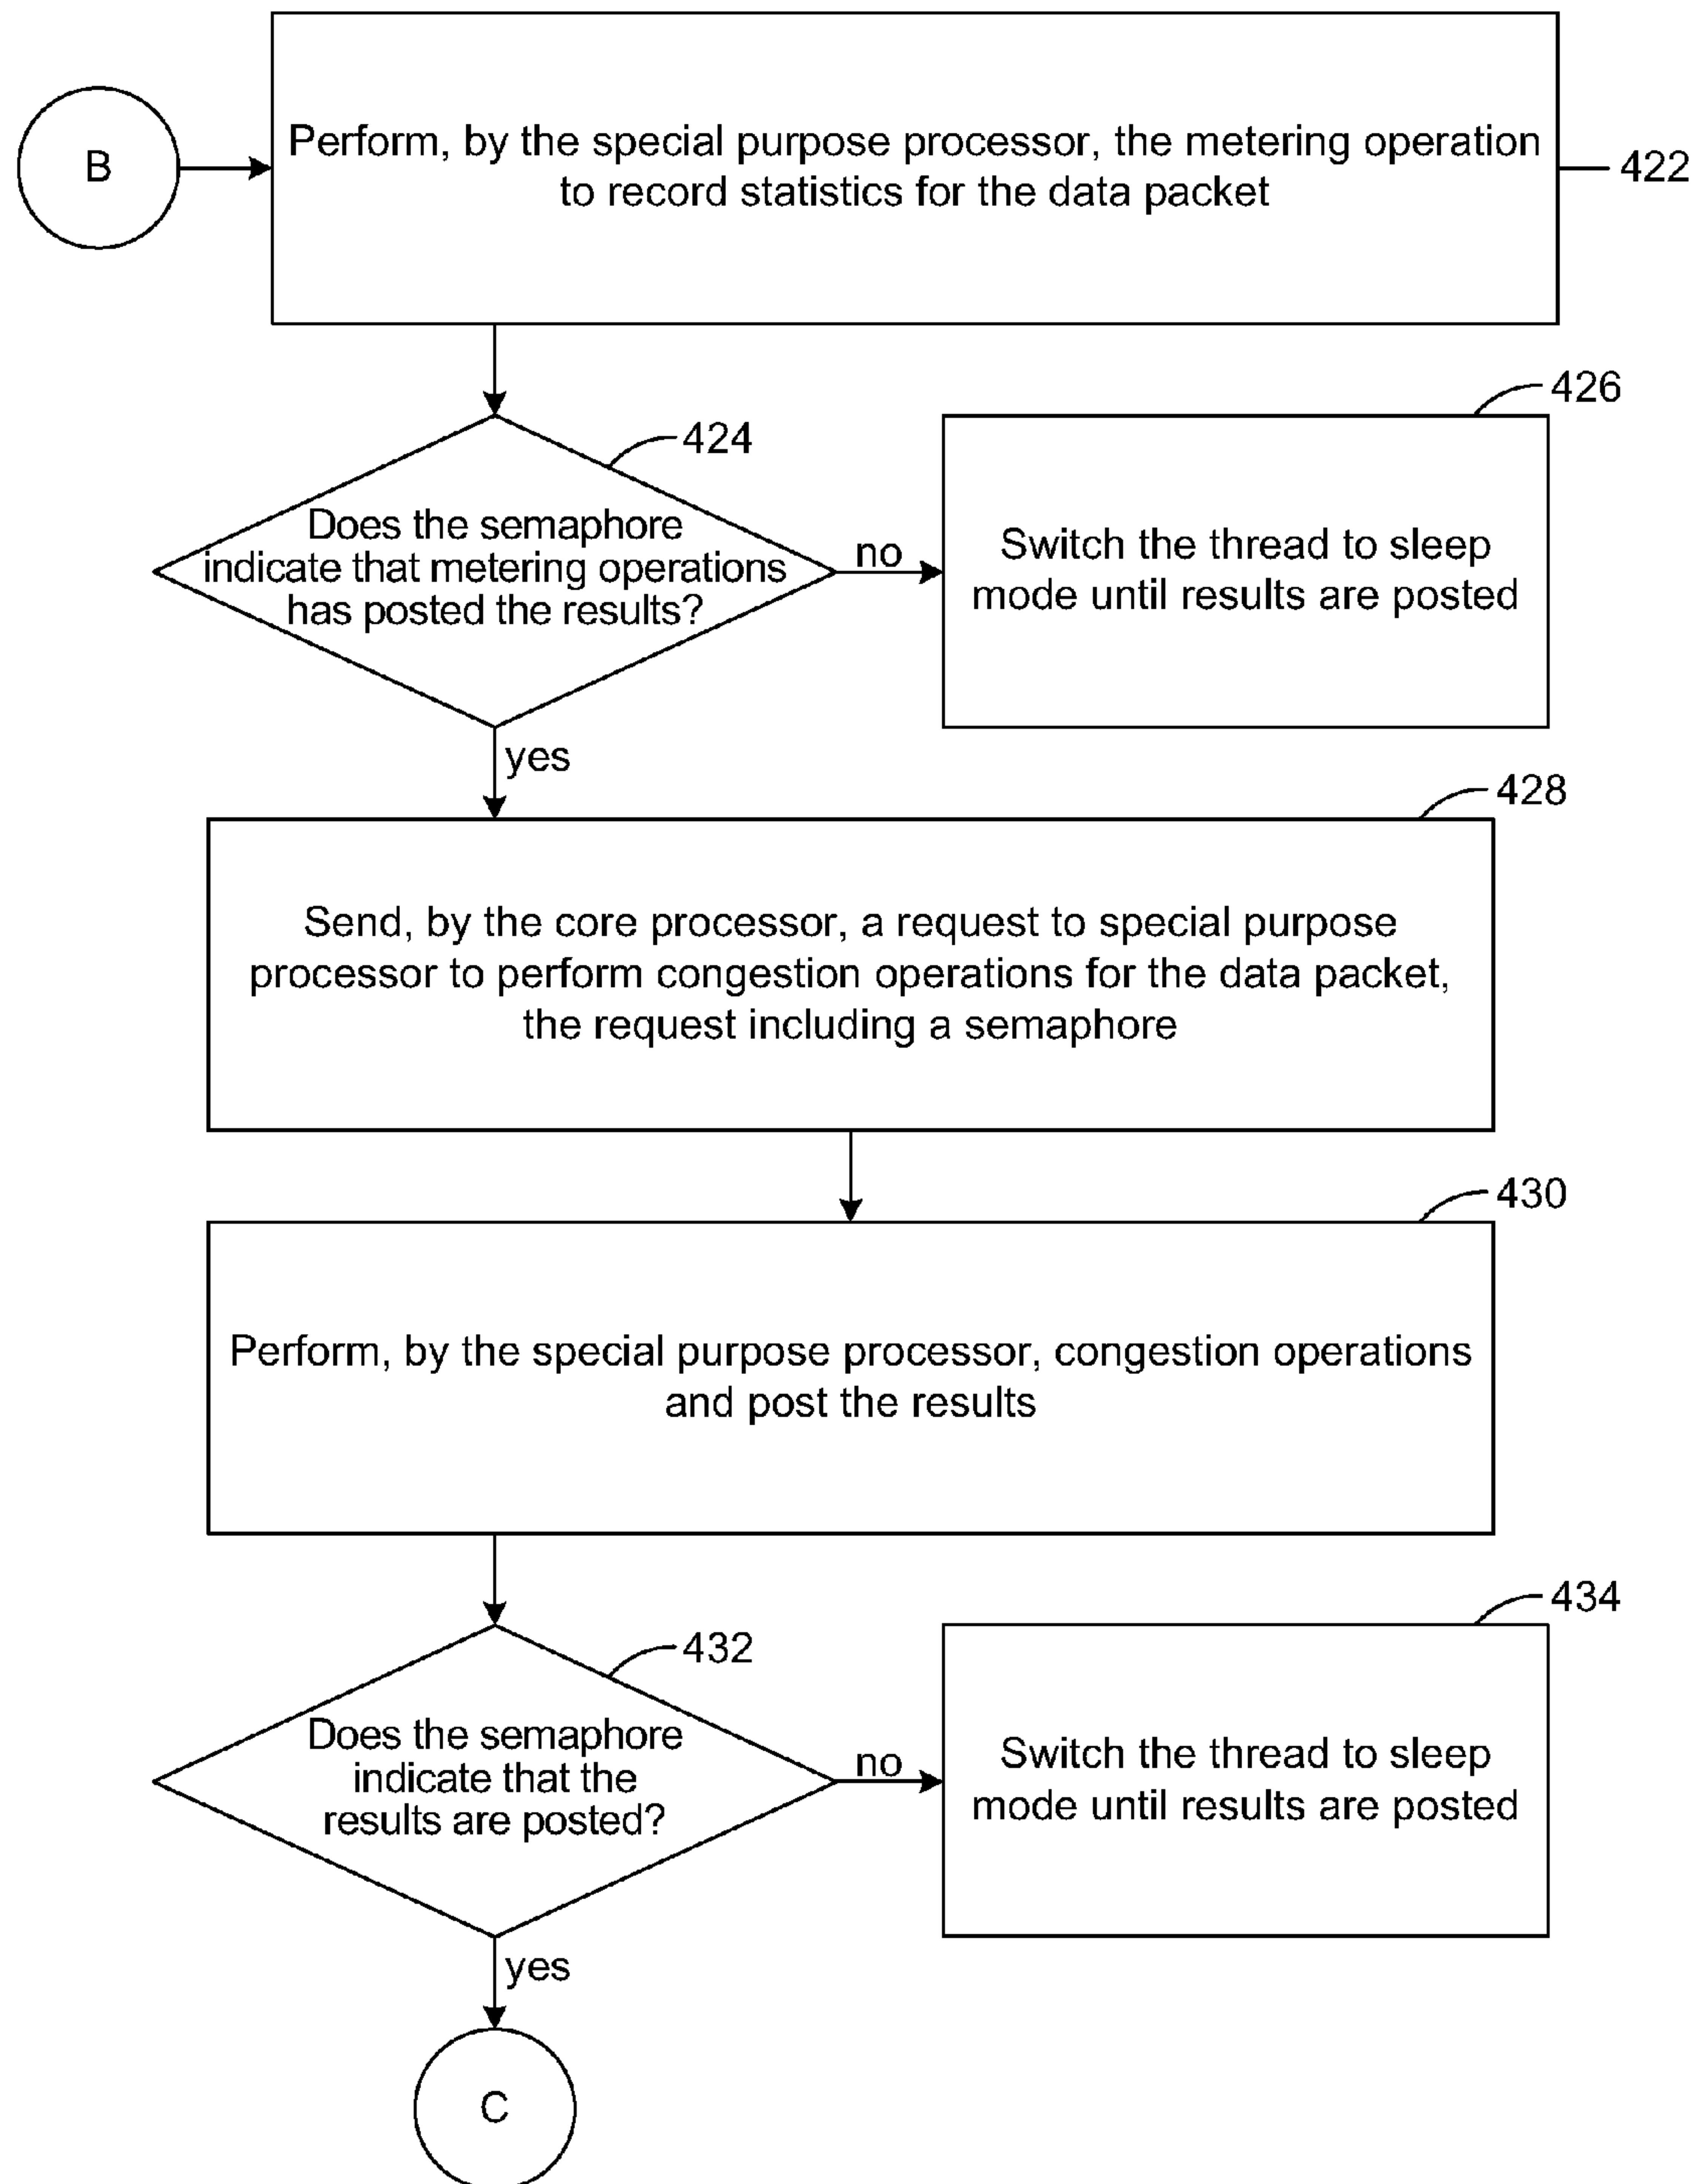 B
Perform, by the special purpose processor, the metering operation
to record statistics for the data packet
422
424
Does the semaphore
indicate that metering operations
has posted the results?
no
426
Switch the thread to sleep
mode until results are posted
yes
428
Send, by the core processor, a request to special purpose
processor to perform congestion operations for the data packet,
the request including a semaphore
430
Perform, by the special purpose processor, congestion operations
and post the results
432
Does the semaphore
indicate that the
results are posted?
no
434
Switch the thread to sleep
mode until results are posted
yes
C